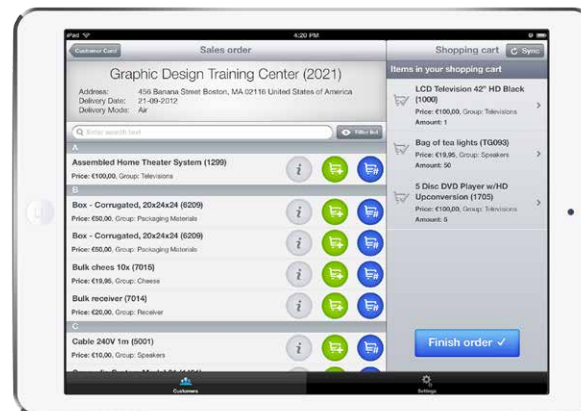 iPad
4:20 PM
Customer Card
Sales order
Shopping cart
Sync
Graphic Design Training Center (2021)
Address: 456 Banana Street Boston, MA 02116 United States of America
Delivery Date: 21-09-2012
Delivery Mode: Air
Enter search text
Filter list
A
Assembled Home Theater System (1299)
Price: €100,00, Group: Televisions
B
Box - Corrugated, 20x24x24 (6209)
Price: €50,00, Group: Packaging Materials
Box - Corrugated, 20x24x24 (6209)
Price: €50,00, Group: Packaging Materials
Bulk chees 10x (7015)
Price: €19,95, Group: Cheese
Bulk receiver (7014)
Price: €20,00, Group: Receiver
C
Cable 240V 1m (5001)
Price: €10,00, Group: Speakers
Items in your shopping cart
LCD Television 42" HD Black
(1000)
Price: €100,00, Group: Televisions
Amount: 1
Bag of tea lights (TG093)
Price: €19,95, Group: Speakers
Amount: 50
5 Disc DVD Player w/HD
Upconversion (1705)
Price: €100,00, Group: Televisions
Amount: 5
Finish order
Customers
Settings